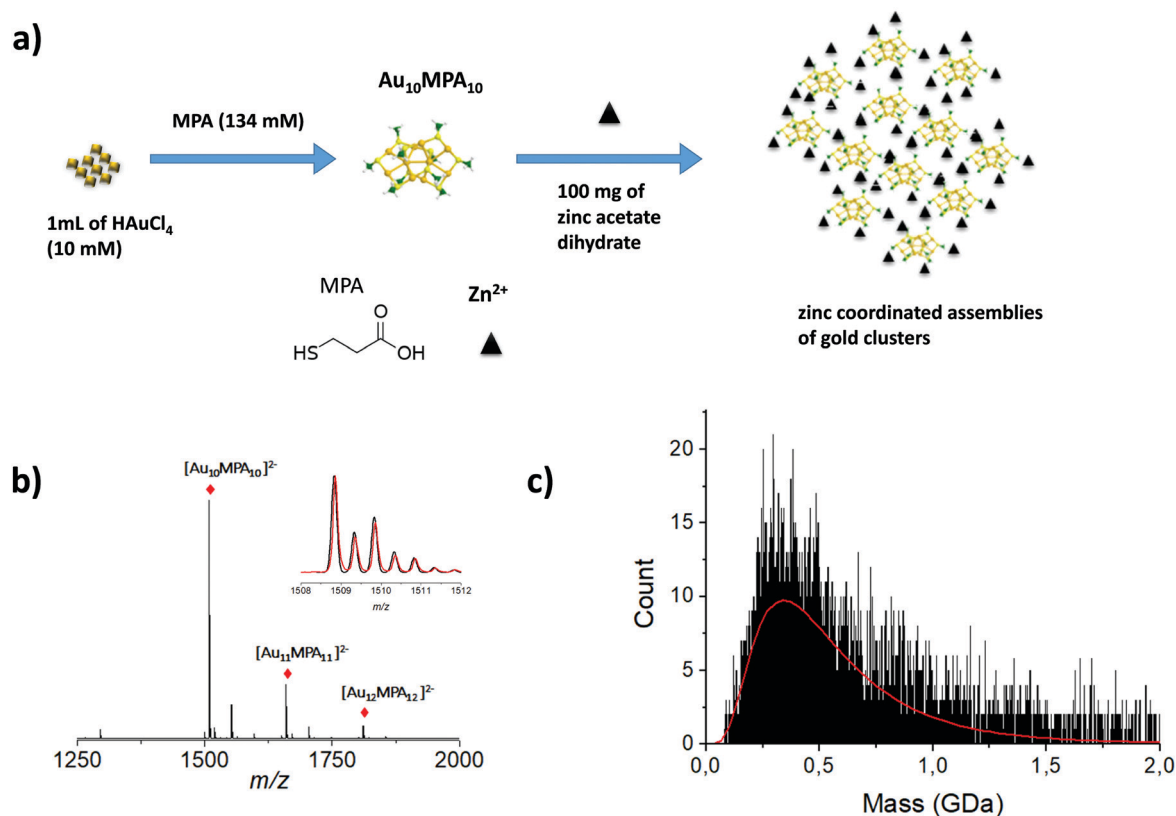 a)
Au₁₀MPA₁₀
MPA (134 mM)
1mL of HAuCl₄
(10 mM)
100 mg of
zinc acetate
dihydrate
MPA
Zn²⁺
O
HS
OH
zinc coordinated assemblies
of gold clusters
b)
[Au₁₀MPA₁₀]²⁻
[Au₁₁MPA₁₁]²⁻
[Au₁₂MPA₁₂]²⁻
1508 1509 1510 1511 1512
m/z
1250 1500 1750 2000
m/z
c)
20
15
10
5
0
Count
0,0 0,5 1,0 1,5 2,0
Mass (GDa)